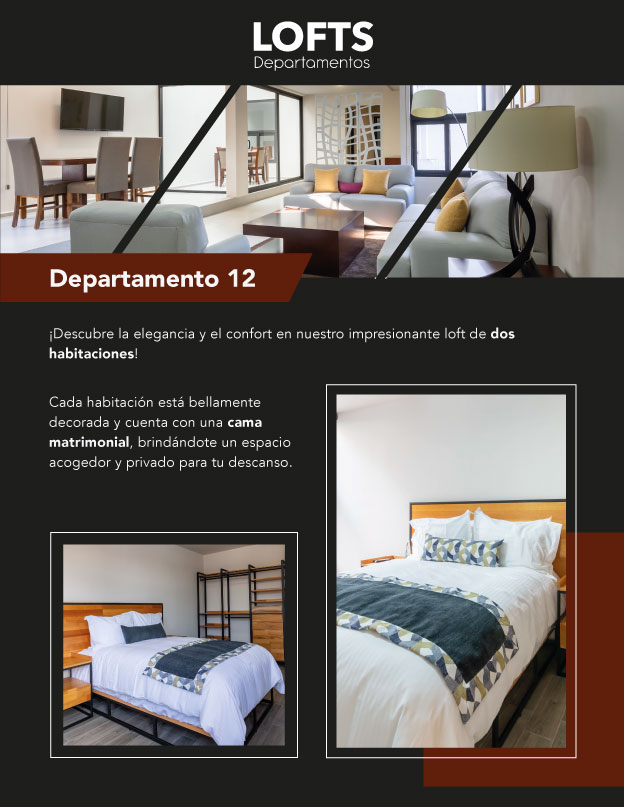 LOFTS
Departamentos
Departamento 12
¡Descubre la elegancia y el confort en nuestro impresionante loft de dos
habitaciones!
Cada habitación está bellamente
decorada y cuenta con una cama
matrimonial, brindándote un espacio
acogedor y privado para tu descanso.